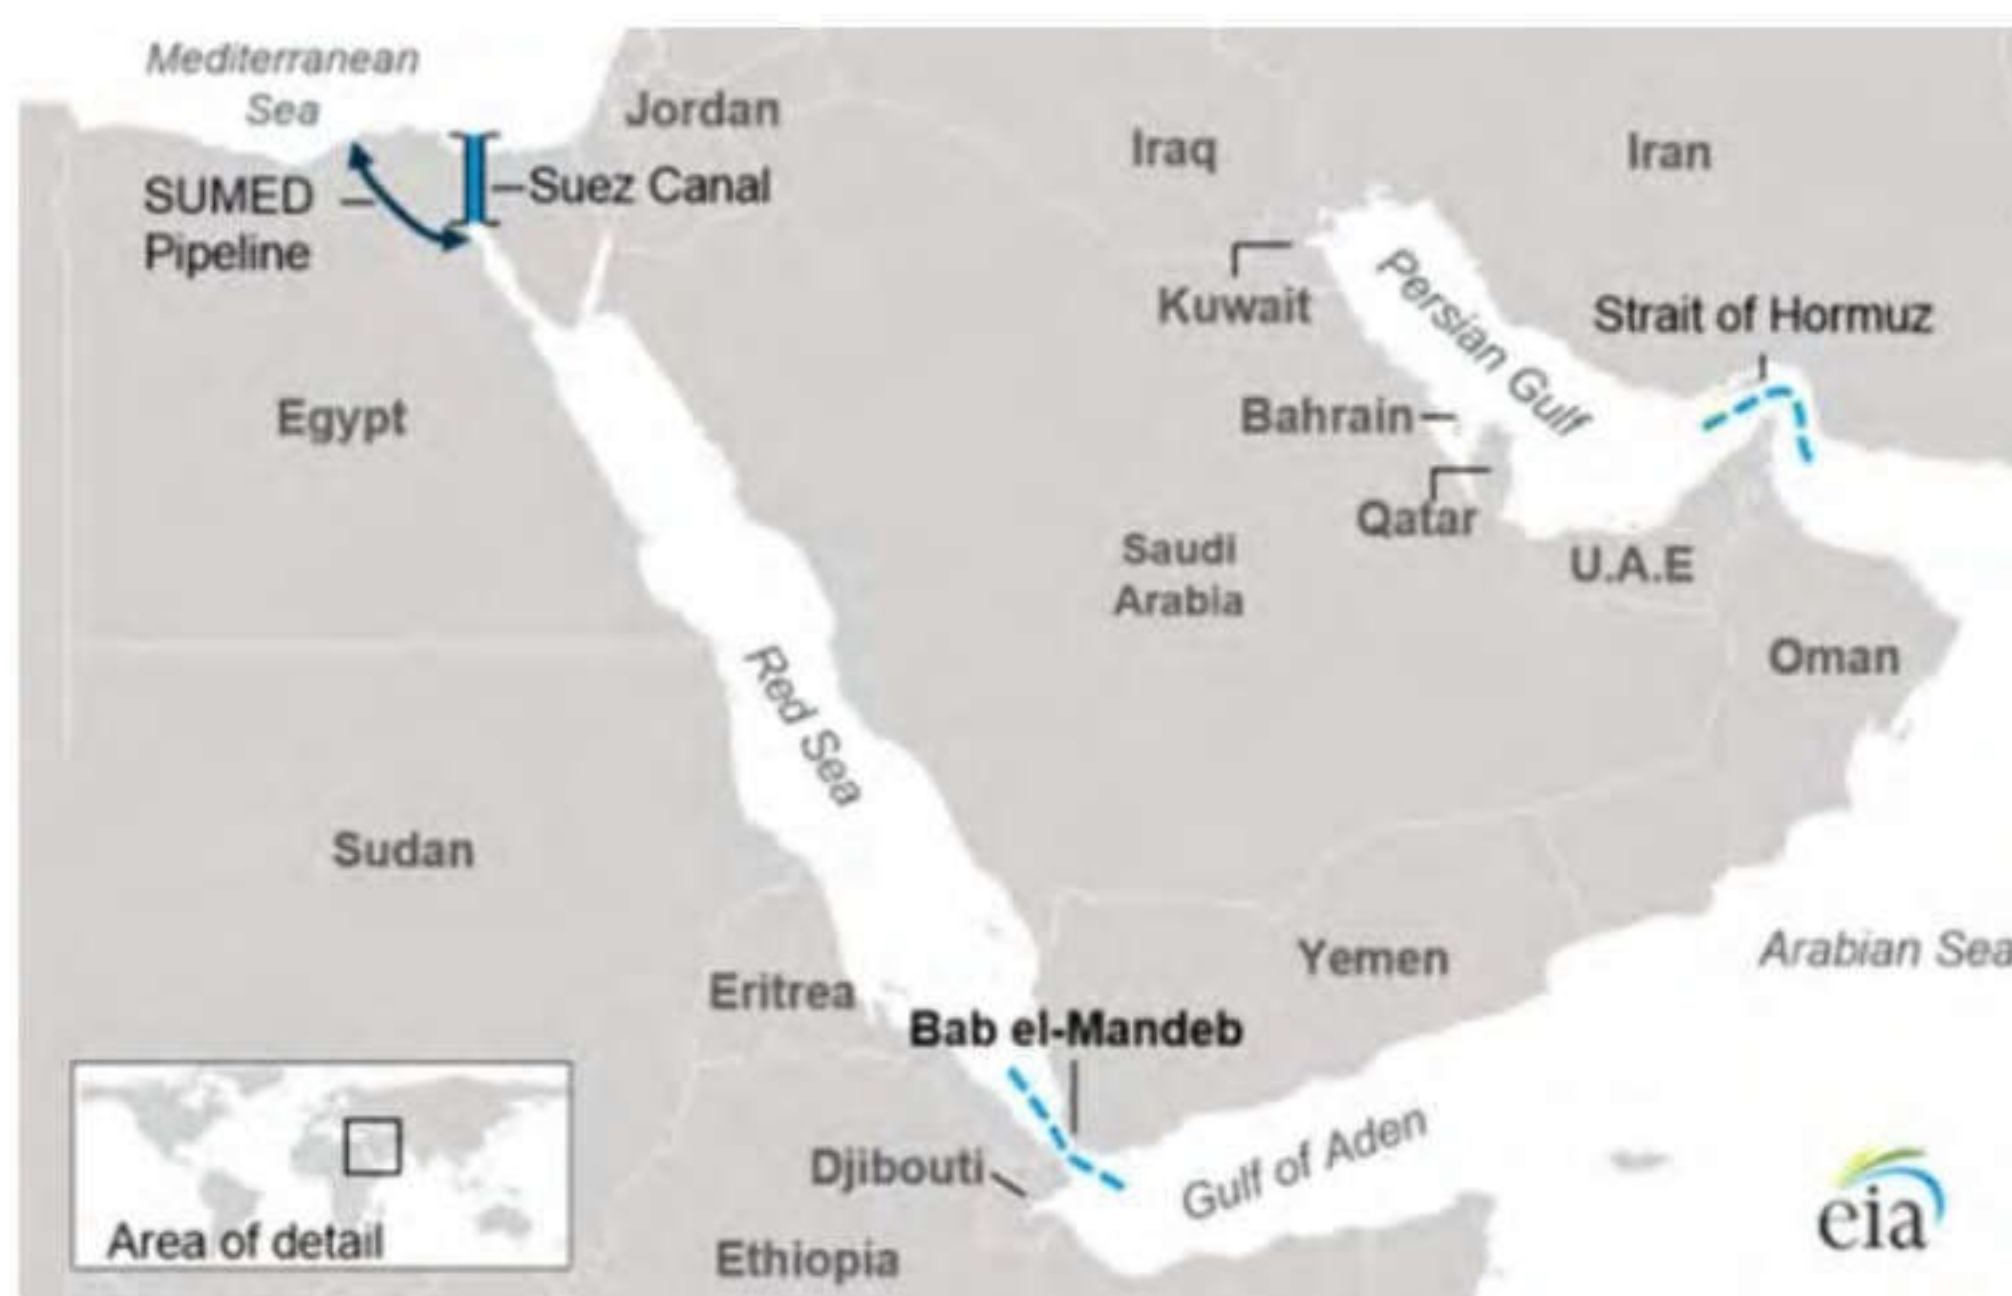 Mediterranean
Sea
Jordan
Iraq
Iran
SUMED
Pipeline
Suez Canal
Kuwait
Persian Gulf
Strait of Hormuz
Egypt
Bahrain
Qatar
Saudi
Arabia
U.A.E
Oman
Red Sea
Sudan
Eritrea
Yemen
Arabian Sea
Bab el-Mandeb
Djibouti
Gulf of Aden
Ethiopia
Area of detail
eia